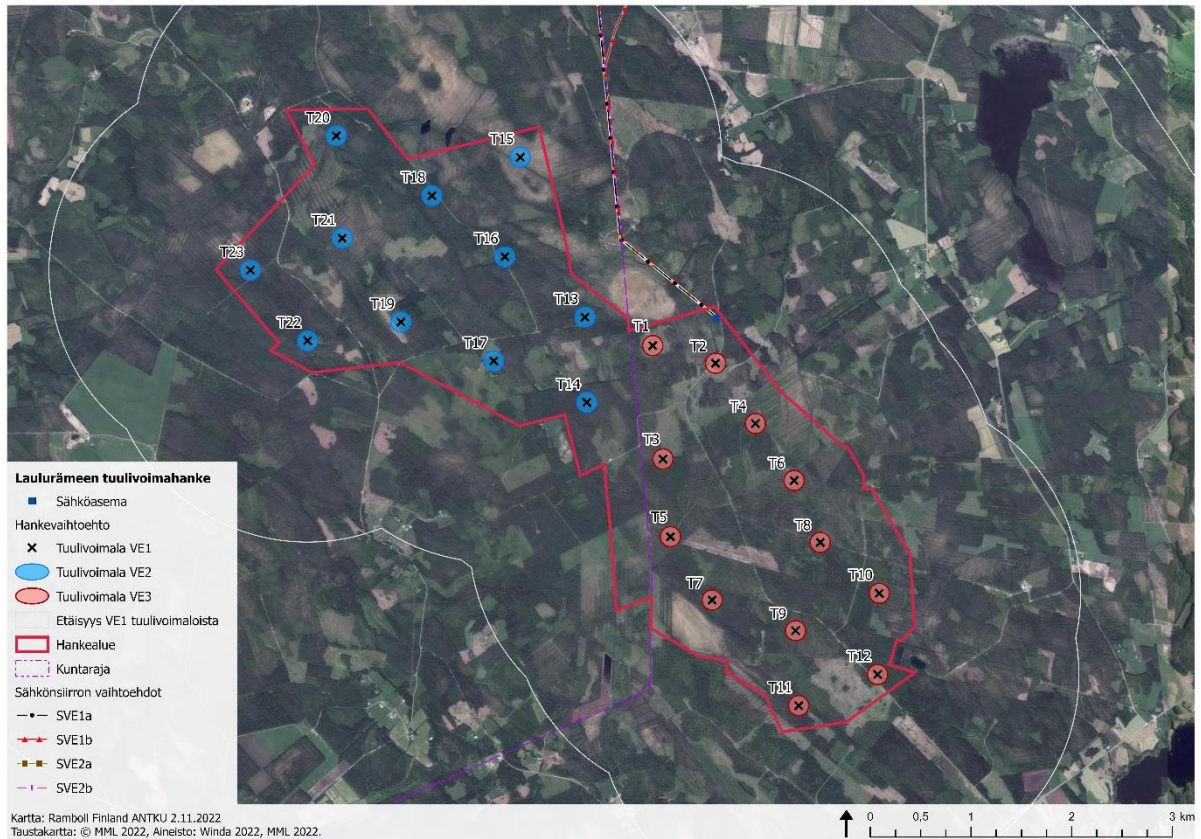 T20
T15
T18
T21
T16
T23
T13
T19
T1
T22
T17
T2
T14
T4
T3
T6
T5
T8
T7
T10
T9
T12
T11
Laulurämeen tuulivoimahanke
Sähköasema
Hankevaihtoehto
Tuulivoimala VE1
Tuulivoimala VE2
Tuulivoimala VE3
Etäisyys VE1 tuulivoimaloista
Hankealue
Kuntaraja
Sähkönsiirron vaihtoehdot
SVE1a
SVE1b
SVE2a
SVE2b
Kartta: Ramboll Finland ANTKU 2.11.2022
Taustakartta: © MML 2022, Aineisto: Winda 2022, MML 2022.
0 0,5 1 2 3 km